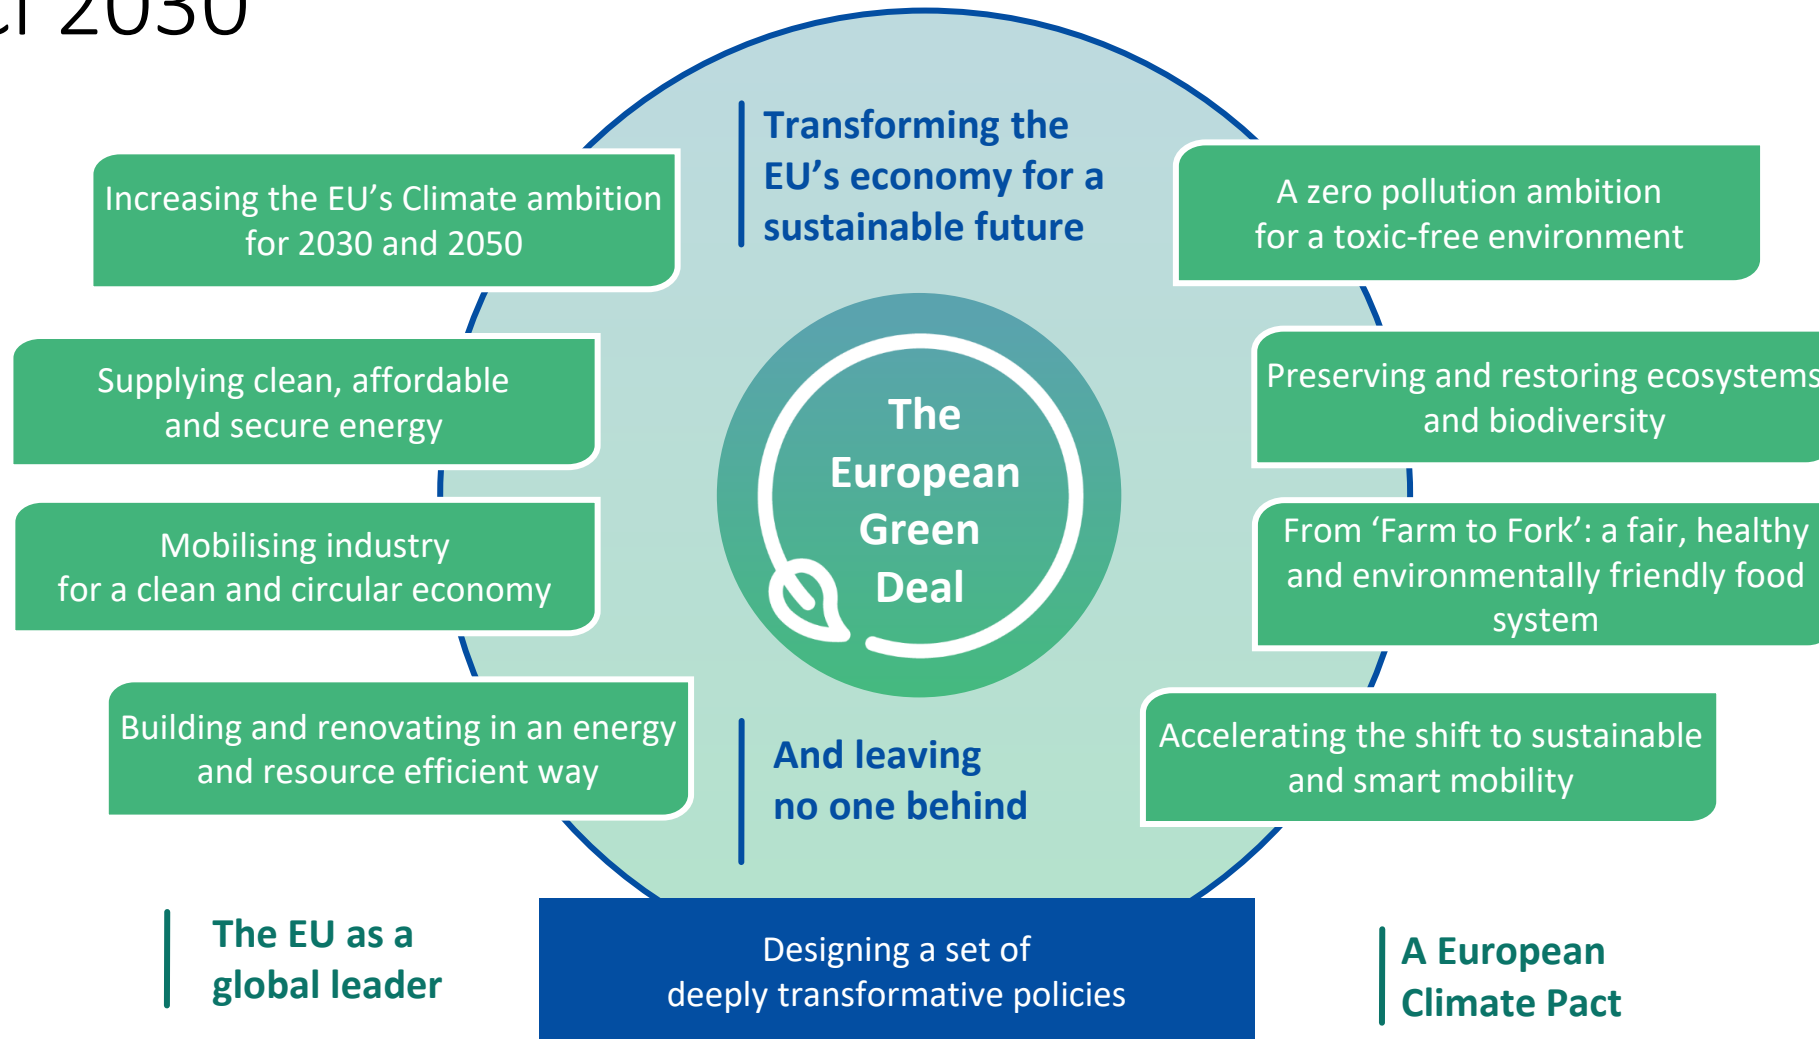 2030
Transforming the
EU's economy for a
sustainable future
Increasing the EU's Climate ambition
for 2030 and 2050
Supplying clean, affordable
and secure energy
Mobilising industry
for a clean and circular economy
Building and renovating in an energy
and resource efficient way
The
European
Green
Deal
A zero pollution ambition
for a toxic-free environment
Preserving and restoring ecosystems
and biodiversity
From ‘Farm to Fork’: a fair, healthy
and environmentally friendly food
system
Accelerating the shift to sustainable
and smart mobility
And leaving
no one behind
The EU as a
global leader
Designing a set of
deeply transformative policies
A European
Climate Pact